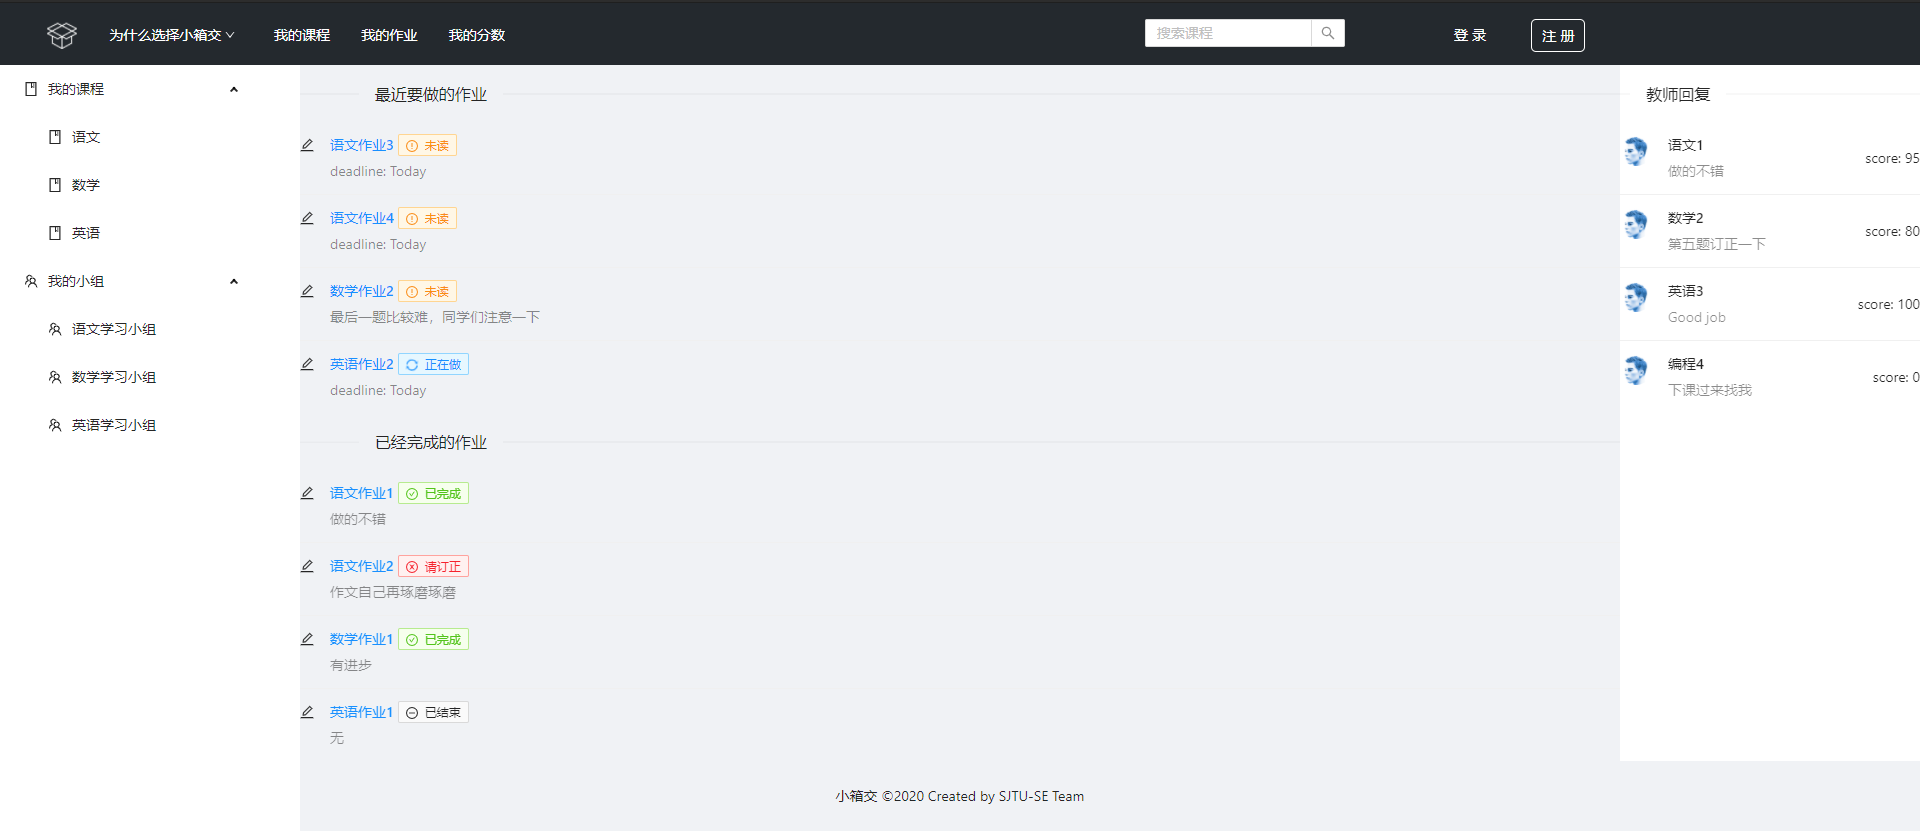 为什么选择小箱交 我的课程 我的作业 我的分数 搜索课程 登 录 注 册
我的课程
语文
数学
英语
我的小组
语文学习小组
数学学习小组
英语学习小组
最近要做的作业
语文作业3 未读
deadline: Today
语文作业4 未读
deadline: Today
数学作业2 未读
最后一题比较难，同学们注意一下
英语作业2 正在做
deadline: Today
已经完成的作业
语文作业1 已完成
做的不错
语文作业2 请订正
作文自己再琢磨琢磨
数学作业1 已完成
有进步
英语作业1 已结束
无
教师回复
语文1
做的不错
score: 95
数学2
第五题订正一下
score: 80
英语3
Good job
score: 100
编程4
下课过来找我
score: 0
小箱交 ©2020 Created by SJTU-SE Team